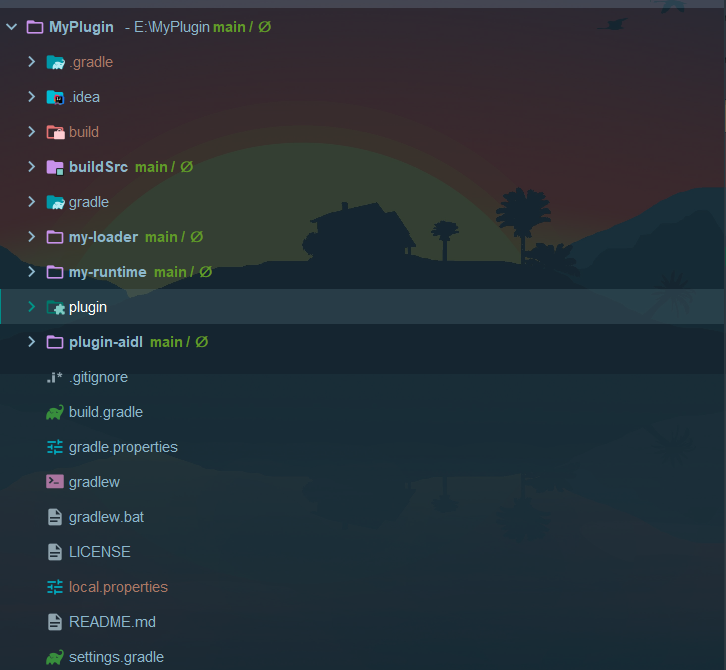 MyPlugin - E:\MyPlugin main / Ø
.gradle
.idea
build
buildSrc main / Ø
gradle
my-loader main / Ø
my-runtime main / Ø
plugin
plugin-aidl main / Ø
.i* .gitignore
build.gradle
gradle.properties
gradlew
gradlew.bat
LICENSE
local.properties
README.md
settings.gradle